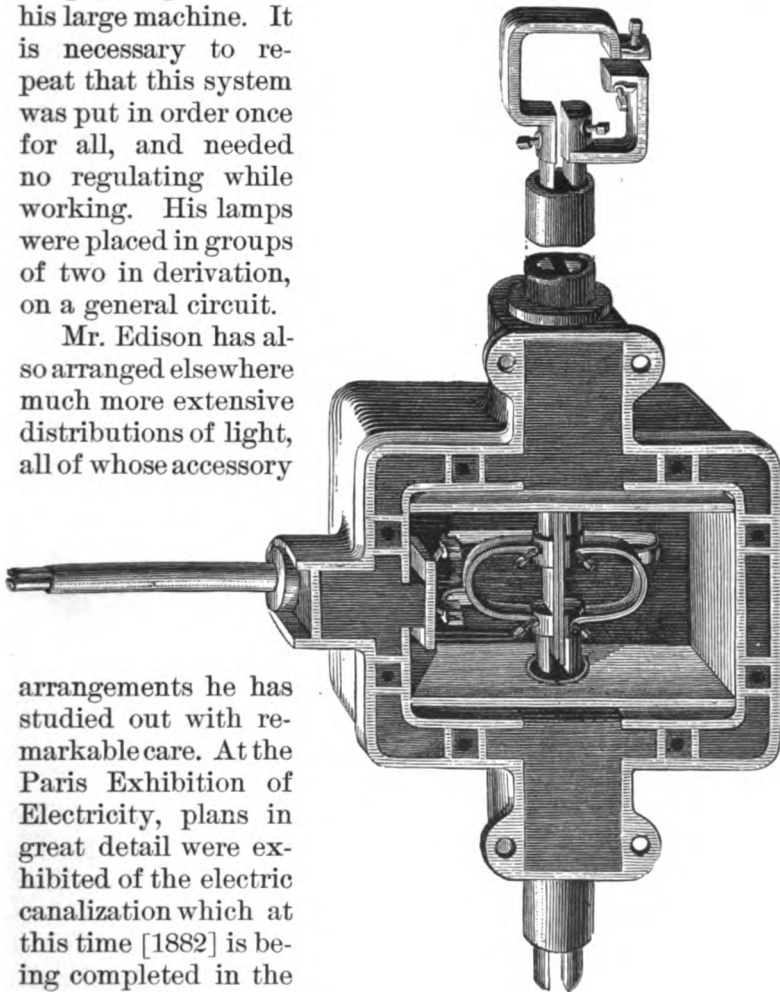 his large machine. It
is necessary to re-
peat that this system
was put in order once
for all, and needed
no regulating while
working. His lamps
were placed in groups
of two in derivation,
on a general circuit.
Mr. Edison has al-
so arranged elsewhere
much more extensive
distributions of light,
all of whose accessory
arrangements he has
studied out with re-
markable care. At the
Paris Exhibition of
Electricity, plans in
great detail were ex-
hibited of the electric
canalization which at
this time [1882] is be-
ing completed in the